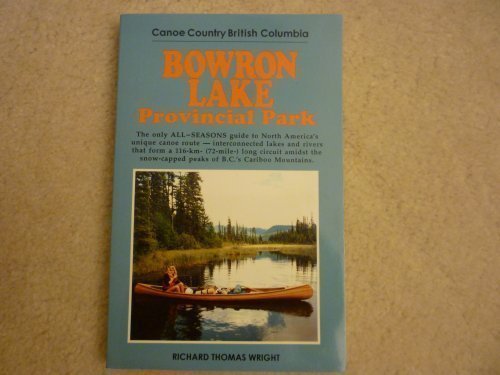 Canoe Country British Columbia
BOWRON
LAKE
Provincial Park
The only ALL-SEASONS guide to North America's
unique canoe route — interconnected lakes and rivers
that form a 116-km- (72-mile-) long circuit amidst the
snow-capped peaks of B.C.'s Cariboo Mountains.
RICHARD THOMAS WRIGHT